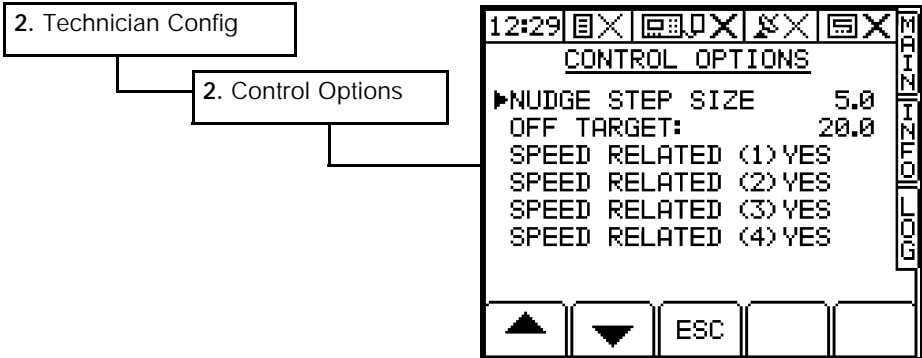 2. Technician Config
2. Control Options
12:29
CONTROL OPTIONS
NUDGE STEP SIZE 5.0
OFF TARGET: 20.0
SPEED RELATED (1) YES
SPEED RELATED (2) YES
SPEED RELATED (3) YES
SPEED RELATED (4) YES
MAIN
INFO
LOG
ESC